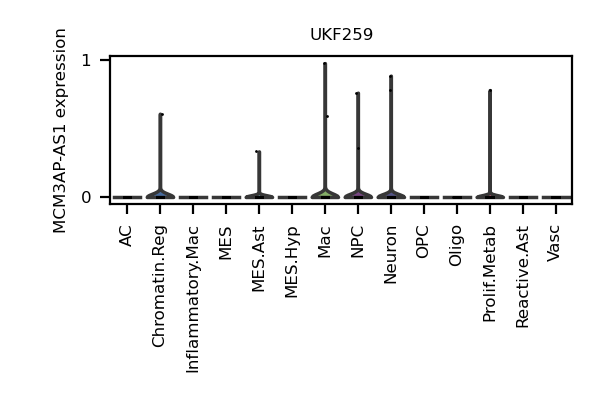 UKF259
MCM3AP-AS1 expression
1
0
AC
Chromatin.Reg
Inflammatory.Mac
MES
MES.Ast
MES.Hyp
Mac
NPC
Neuron
OPC
Oligo
Prolif.Metab
Reactive.Ast
Vasc